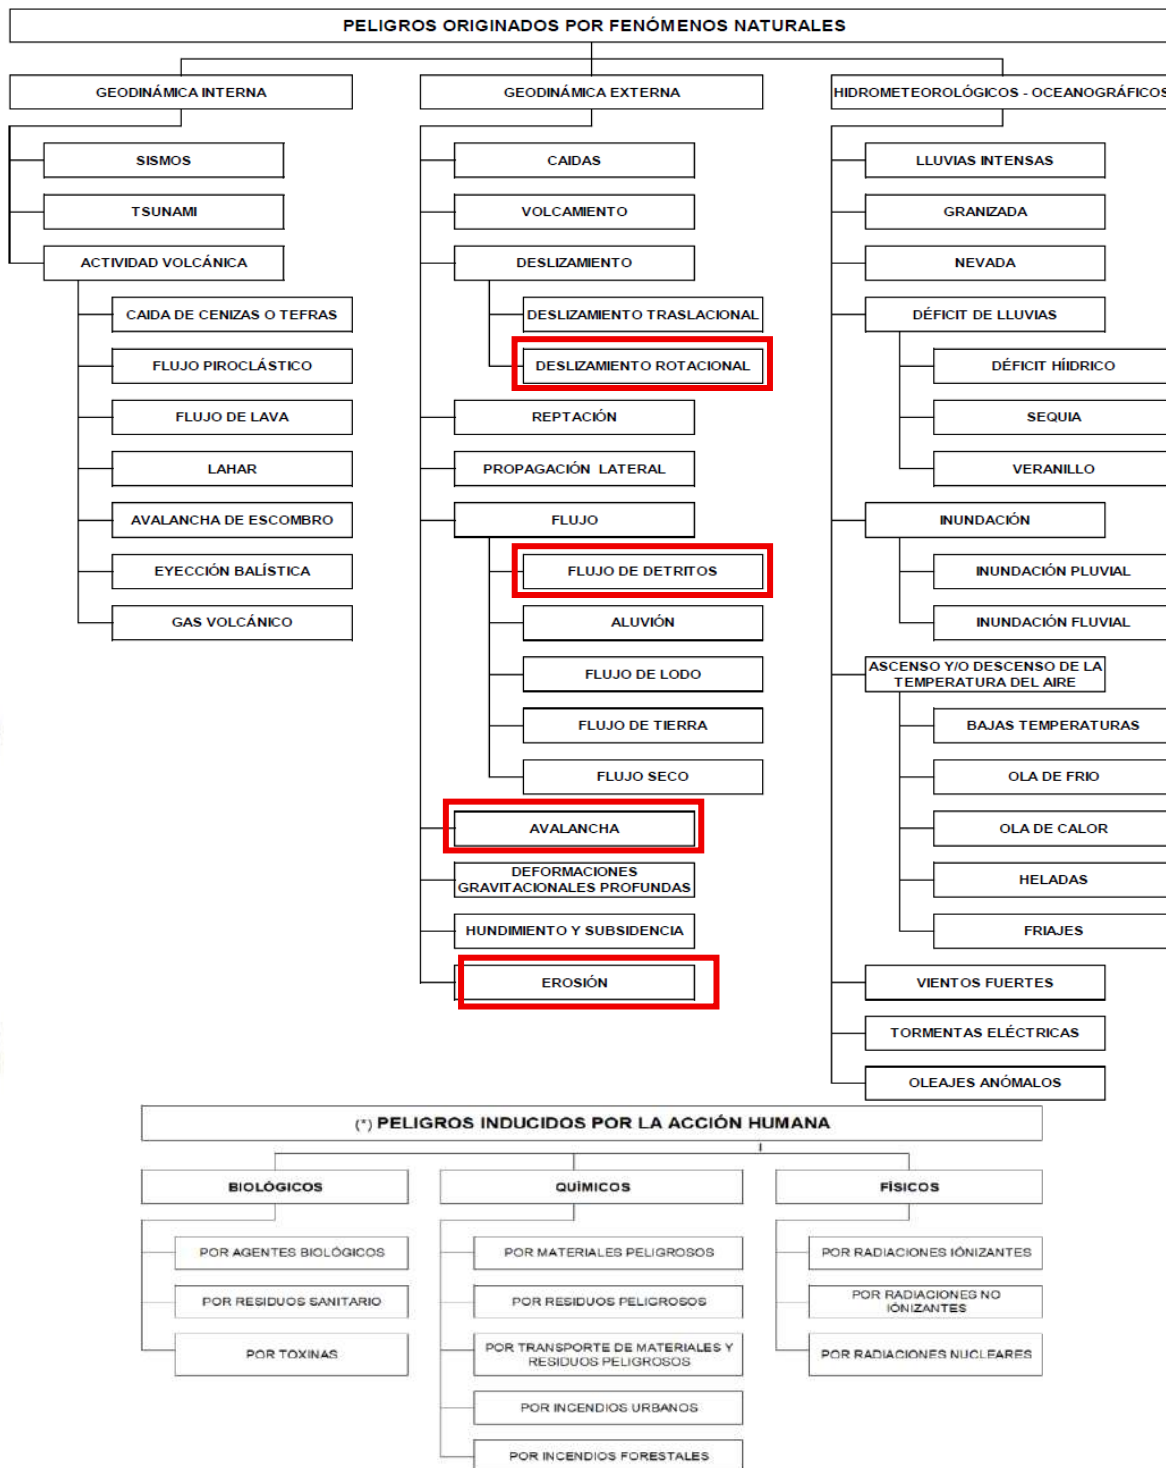 PELIGROS ORIGINADOS POR FENÓMENOS NATURALES
GEODINÁMICA INTERNA
SISMOS
TSUNAMI
ACTIVIDAD VOLCÁNICA
CAIDA DE CENIZAS O TEFRAS
FLUJO PIROCLÁSTICO
FLUJO DE LAVA
LAHAR
AVALANCHA DE ESCOMBRO
EYECCIÓN BALÍSTICA
GAS VOLCÁNICO
GEODINÁMICA EXTERNA
CAIDAS
VOLCAMIENTO
DESLIZAMIENTO
DESLIZAMIENTO TRASLACIONAL
DESLIZAMIENTO ROTACIONAL
REPTACIÓN
PROPAGACIÓN LATERAL
FLUJO
FLUJO DE DETRITOS
ALUVIÓN
FLUJO DE LODO
FLUJO DE TIERRA
FLUJO SECO
AVALANCHA
DEFORMACIONES
GRAVITACIONALES PROFUNDAS
HUNDIMIENTO Y SUBSIDENCIA
EROSIÓN
HIDROMETEOROLÓGICOS - OCEANOGRÁFICOS
LLUVIAS INTENSAS
GRANIZADA
NEVADA
DÉFICIT DE LLUVIAS
DÉFICIT HÍIDRICO
SEQUIA
VERANILLO
INUNDACIÓN
INUNDACIÓN PLUVIAL
INUNDACIÓN FLUVIAL
ASCENSO Y/O DESCENSO DE LA
TEMPERATURA DEL AIRE
BAJAS TEMPERATURAS
OLA DE FRIO
OLA DE CALOR
HELADAS
FRIAJES
VIENTOS FUERTES
TORMENTAS ELÉCTRICAS
OLEAJES ANÓMALOS
(*) PELIGROS INDUCIDOS POR LA ACCIÓN HUMANA
BIOLÓGICOS
POR AGENTES BIOLÓGICOS
POR RESIDUOS SANITARIO
POR TOXINAS
QUÌMICOS
POR MATERIALES PELIGROSOS
POR RESIDUOS PELIGROSOS
POR TRANSPORTE DE MATERIALES Y
RESIDUOS PELIGROSOS
POR INCENDIOS URBANOS
POR INCENDIOS FORESTALES
FÍSICOS
POR RADIACIONES IÓNIZANTES
POR RADIACIONES NO
IÓNIZANTES
POR RADIACIONES NUCLEARES